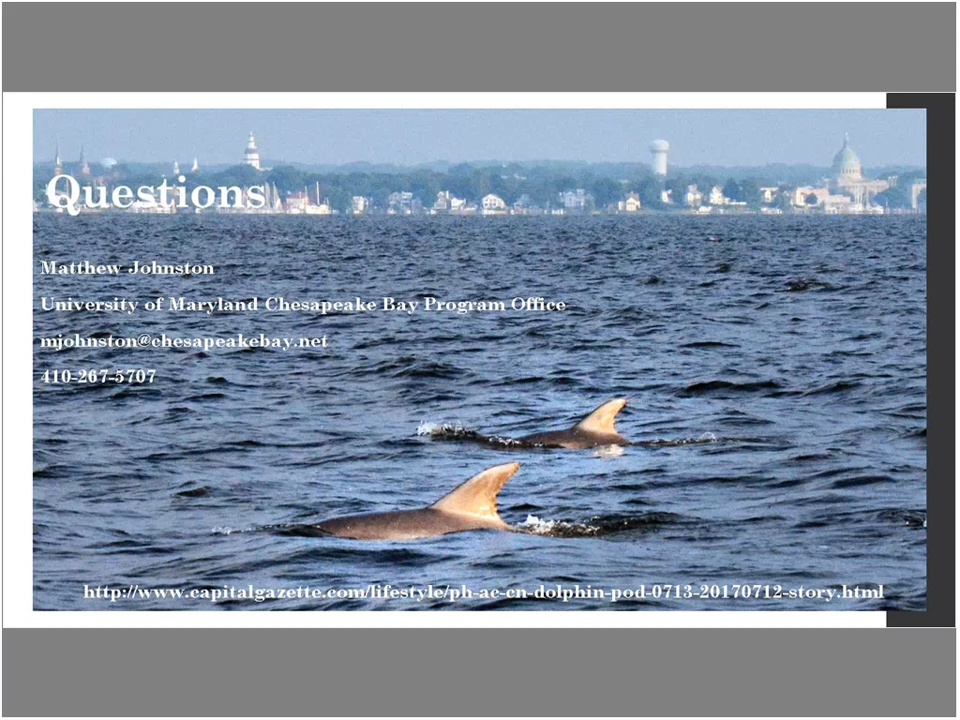 Questions
Matthew Johnston
University of Maryland Chesapeake Bay Program Office
mjohnston@chesapeakebay.net
410-267-5707
http://www.capitalgazette.com/lifestyle/ph-ac-cn-dolphin-pod-0713-20170712-story.html